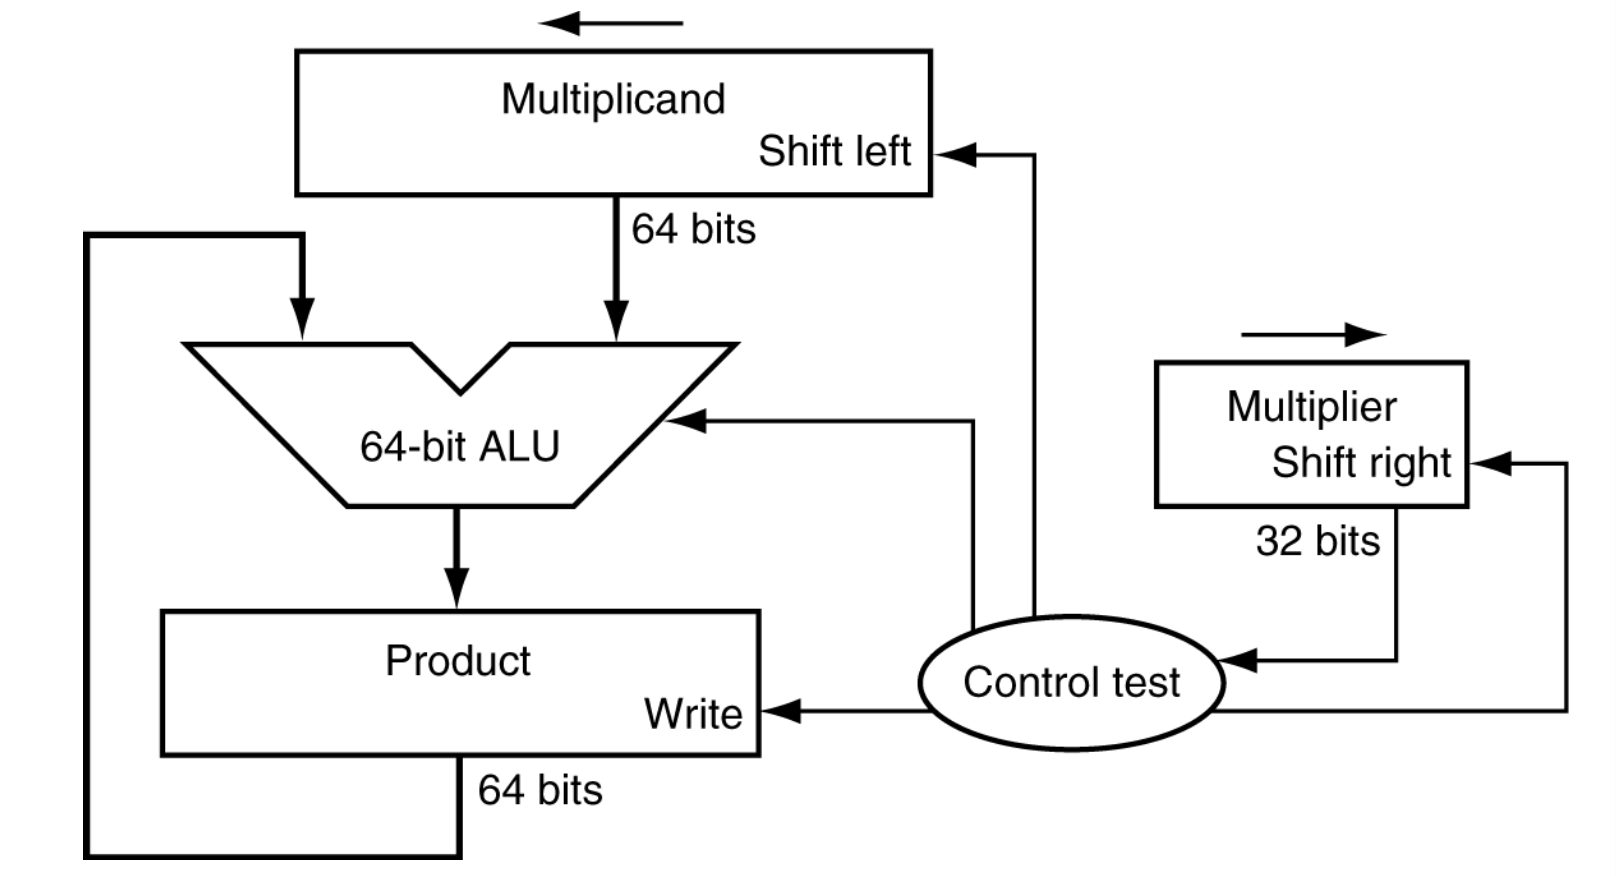 Multiplicand
Shift left
64 bits
64-bit ALU
Multiplier
Shift right
32 bits
Product
Write
Control test
64 bits